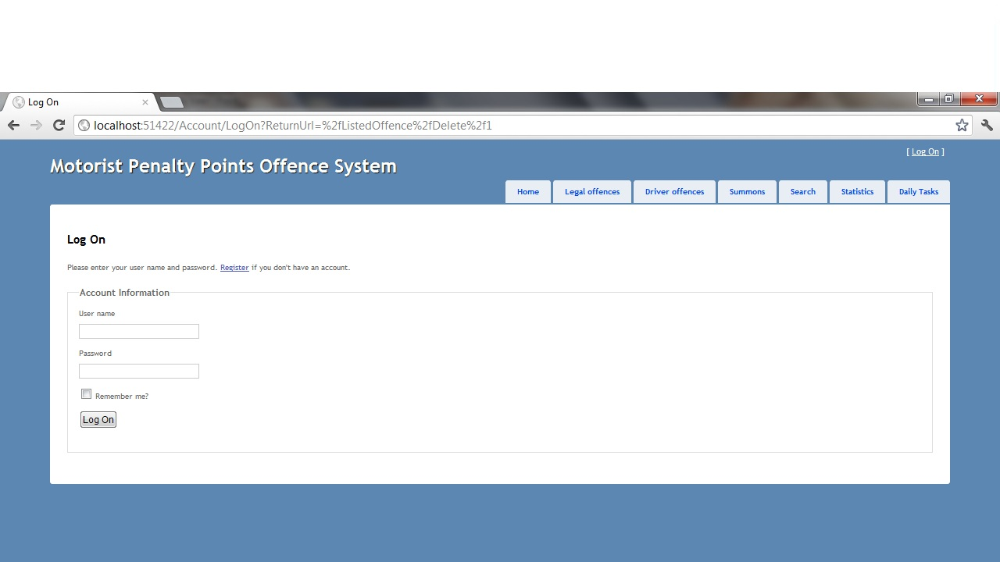 Log On
localhost:51422/Account/LogOn?ReturnUrl=%2fListedOffence%2fDelete%2f1
[ Log On ]
Motorist Penalty Points Offence System
Home Legal offences Driver offences Summons Search Statistics Daily Tasks
Log On
Please enter your user name and password. Register if you don't have an account.
Account Information
User name
Password
Remember me?
Log On